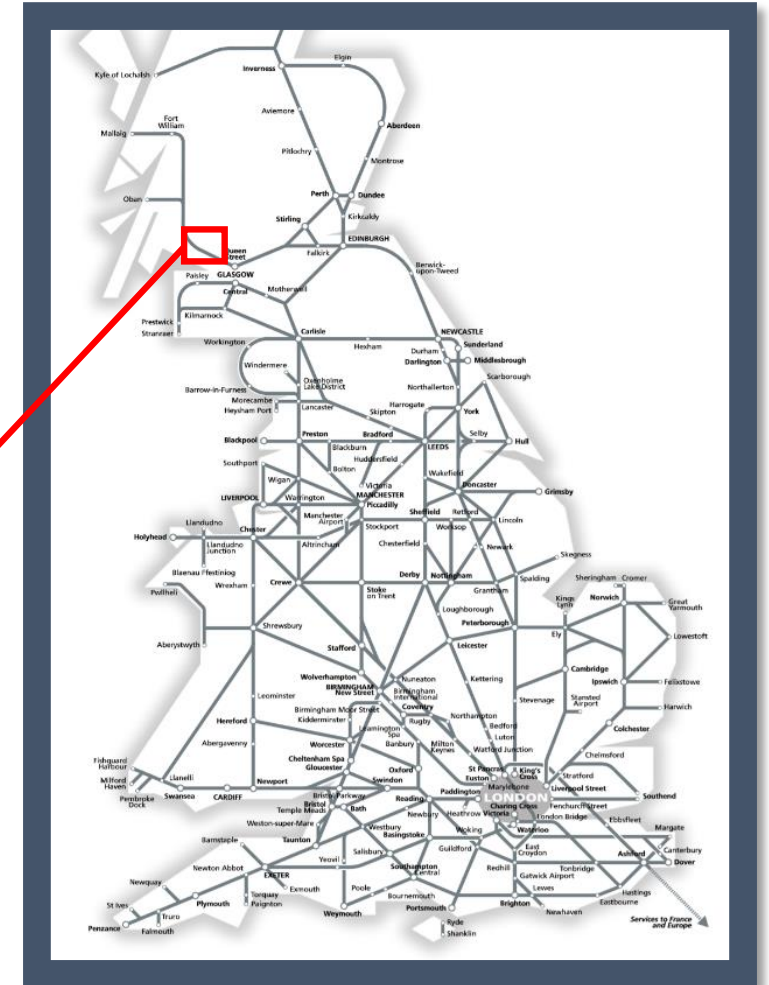 Elgin
Inverness
Kyle of Lochalsh
Aviemore
Fort
William
Mallaig
Aberdeen
Pitlochry
Montrose
Perth
Dundee
Oban
Stirling
Kirkcaldy
EDINBURGH
Falkirk
Queen
Street
GLASGOW
Paisley
Central
Motherwell
Berwick-
upon-Tweed
Kilmarnock
Prestwick
Stranraer
Carlisle
NEWCASTLE
Workington
Hexham
Durham
Sunderland
Darlington
Middlesbrough
Windermere
Oxenholme
Lake District
Northallerton
Scarborough
Barrow-in-Furness
Morecambe
Heysham Port
Lancaster
Harrogate
Skipton
York
Blackpool
Preston
Bradford
Blackburn
LEEDS
Selby
Hull
Huddersfield
Southport
Bolton
Wakefield
Wigan
Victoria
MANCHESTER
Piccadilly
Doncaster
Grimsby
LIVERPOOL
Warrington
Manchester
Airport
Stockport
Sheffield
Retford
Worksop
Lincoln
Llandudno
Chester
Holyhead
Llandudno
Junction
Altrincham
Chesterfield
Newark
Skegness
Blaenau Ffestiniog
Pwllheli
Wrexham
Crewe
Stoke
on Trent
Derby
Nottingham
Grantham
Spalding
Sheringham
Cromer
Kings
Lynn
Norwich
Great
Yarmouth
Loughborough
Peterborough
Ely
Lowestoft
Aberystwyth
Shrewsbury
Stafford
Leicester
Wolverhampton
BIRMINGHAM
New Street
Nuneaton
Birmingham
International
Kettering
Cambridge
Ipswich
Felixstowe
Leominster
Birmingham Moor Street
Kidderminster
Coventry
Rugby
Northampton
Stevenage
Stansted
Airport
Harwich
Hereford
Leamington
Spa
Bedford
Colchester
Abergavenny
Worcester
Banbury
Milton
Keynes
Luton
Watford Junction
Chelmsford
Cheltenham Spa
Gloucester
Oxford
St Pancras
Euston
King's
Cross
Stratford
Fishguard
Harbour
Milford
Haven
Pembroke
Dock
Llanelli
Swansea
CARDIFF
Newport
Swindon
Paddington
Marylebone
Liverpool Street
LONDON
Southend
Bristol Parkway
Bristol
Temple Meads
Bath
Reading
Charing Cross
Fenchurch Street
Newbury
Heathrow
Victoria
London Bridge
Ebbsfleet
Weston-super-Mare
Westbury
Basingstoke
Woking
Waterloo
Margate
Barnstaple
Taunton
Salisbury
Guildford
East
Croydon
Canterbury
Ashford
Dover
Newton Abbot
Yeovil
EXETER
Southampton
Central
Redhill
Gatwick Airport
Tonbridge
Newquay
Exmouth
Torquay
Paignton
Poole
Bournemouth
Lewes
Hastings
Eastbourne
St Ives
Truro
Plymouth
Weymouth
Portsmouth
Brighton
Newhaven
Penzance
Falmouth
Ryde
Shanklin
Services to France
and Europe